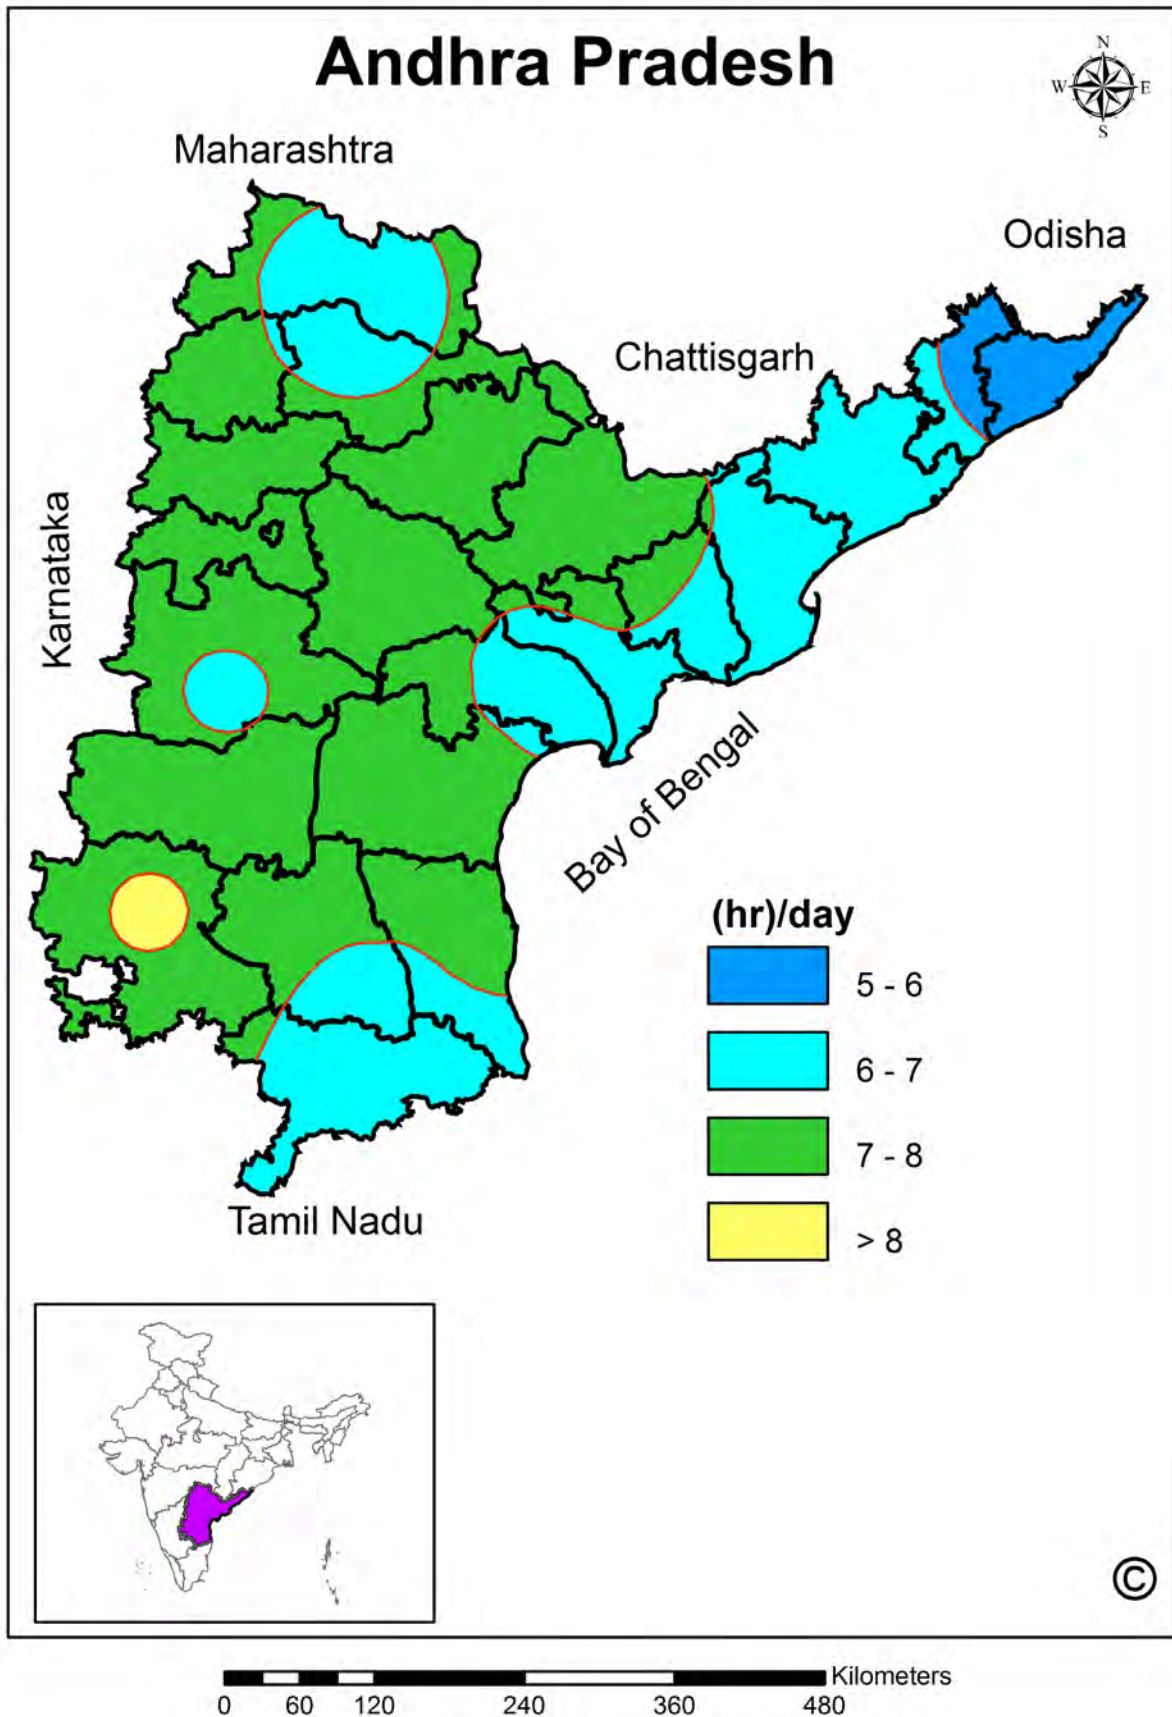 Andhra Pradesh
N
W
E
S
Maharashtra
Odisha
Chattisgarh
Karnataka
Bay of Bengal
(hr)/day
5 - 6
6 - 7
7 - 8
> 8
Tamil Nadu
©
Kilometers
0 60 120 240 360 480